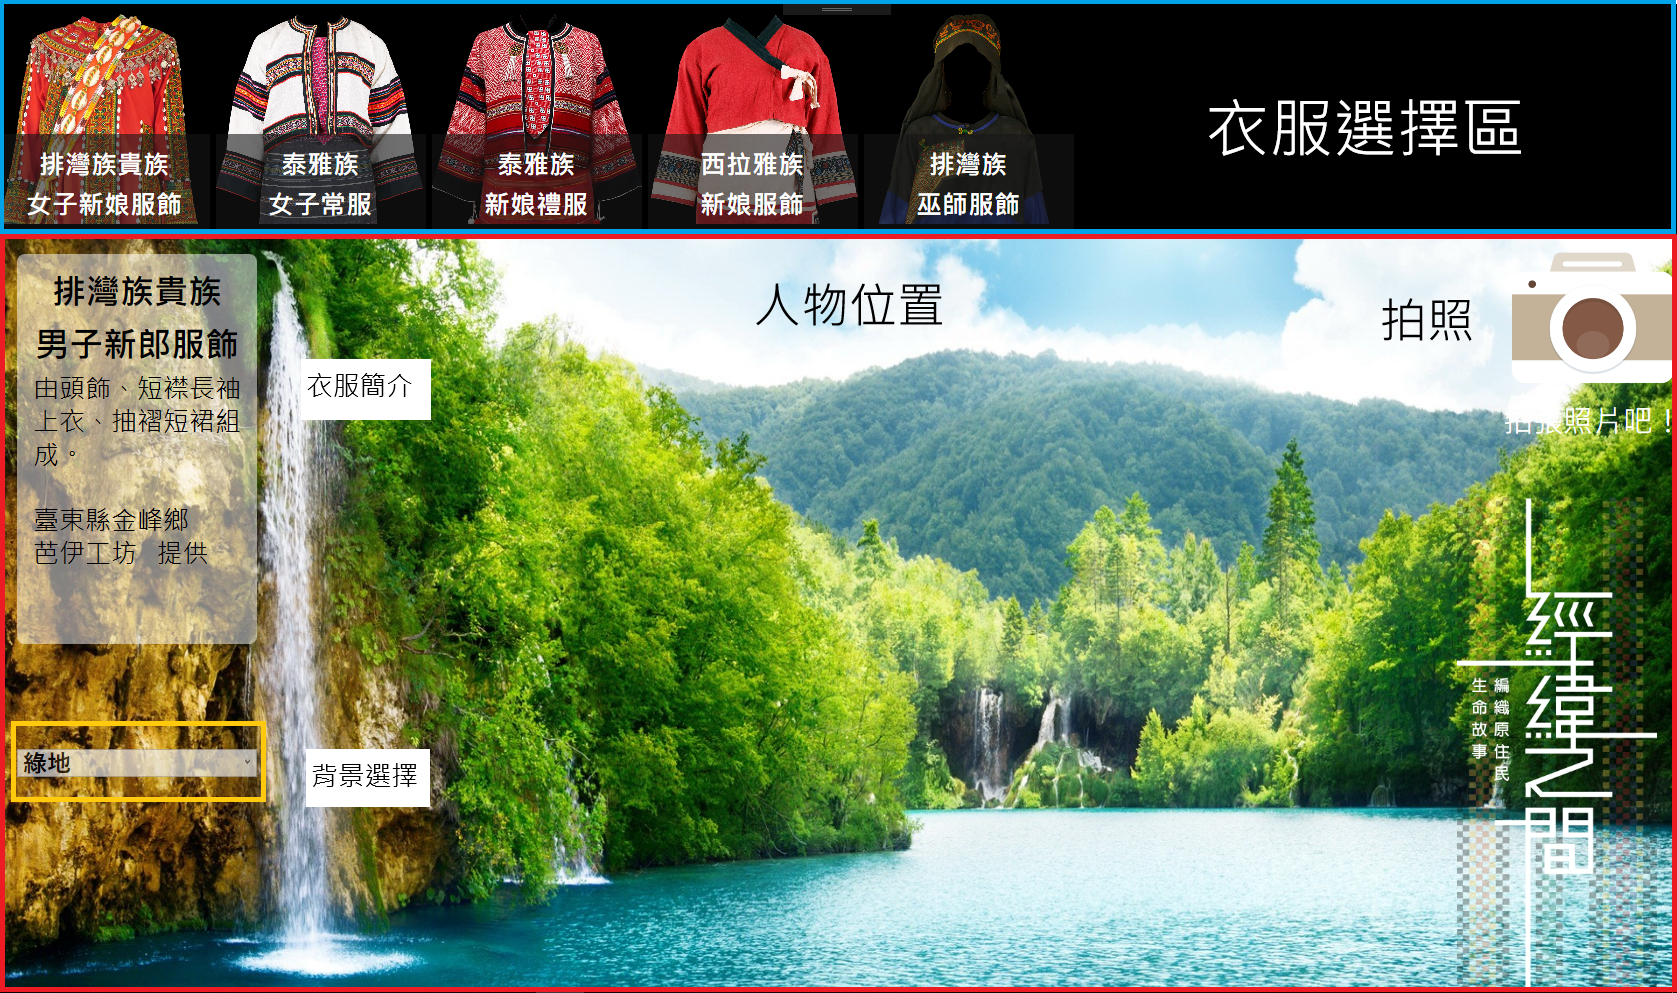 排灣族貴族
女子新娘服飾
泰雅族
女子常服
泰雅族
新娘禮服
西拉雅族
新娘服飾
排灣族
巫師服飾
衣服選擇區
排灣族貴族
男子新郎服飾
由頭飾、短襟長袖
上衣、抽褶短裙組
成。
臺東縣金峰鄉
芭伊工坊 提供
衣服簡介
人物位置
拍照
拍張照片吧！
綠地
背景選擇
經緯之間
編織原住民
生命故事